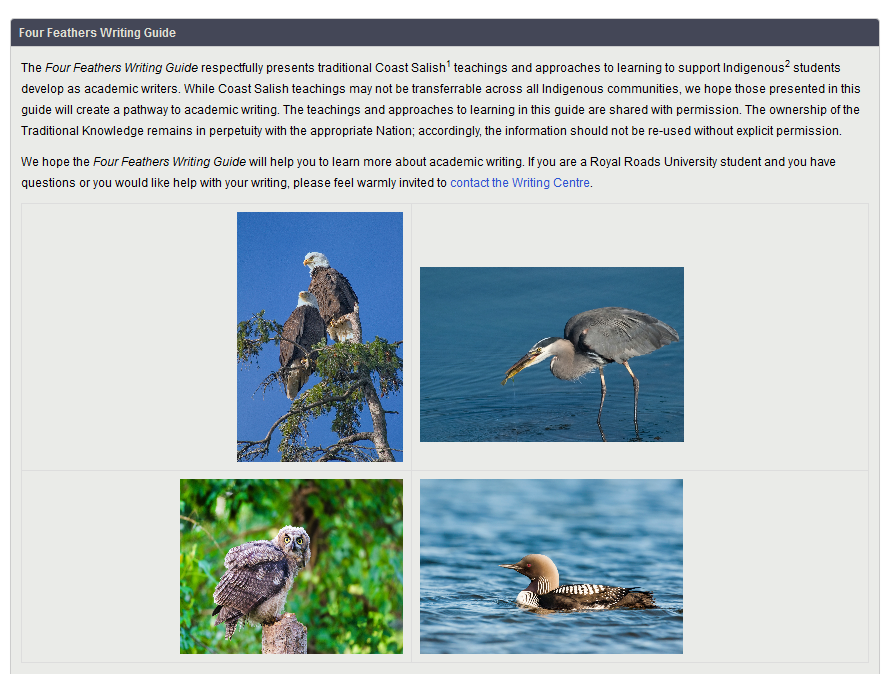 Four Feathers Writing Guide
The Four Feathers Writing Guide respectfully presents traditional Coast Salish1 teachings and approaches to learning to support Indigenous2 students
develop as academic writers. While Coast Salish teachings may not be transferrable across all Indigenous communities, we hope those presented in this
guide will create a pathway to academic writing. The teachings and approaches to learning in this guide are shared with permission. The ownership of the
Traditional Knowledge remains in perpetuity with the appropriate Nation; accordingly, the information should not be re-used without explicit permission.
We hope the Four Feathers Writing Guide will help you to learn more about academic writing. If you are a Royal Roads University student and you have
questions or you would like help with your writing, please feel warmly invited to contact the Writing Centre.